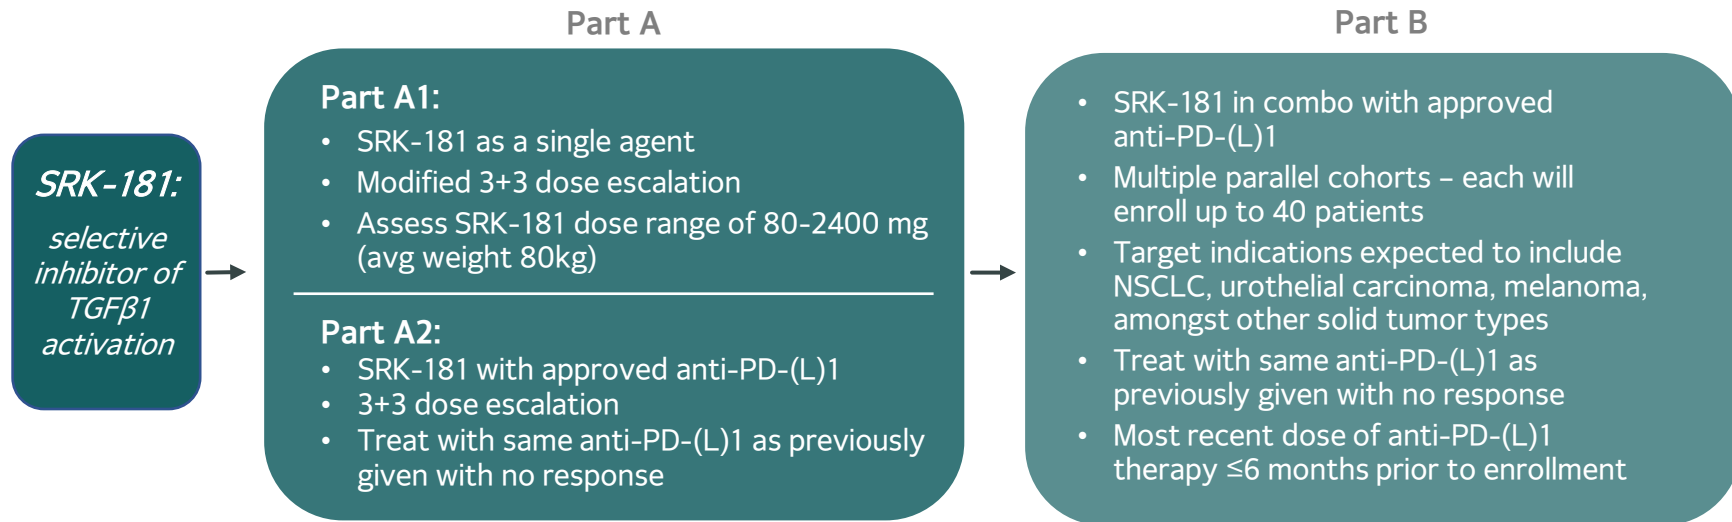 Part A
Part B
SRK-181:
selective
inhibitor of
TGFβ1
activation
Part A1:
• SRK-181 as a single agent
• Modified 3+3 dose escalation
• Assess SRK-181 dose range of 80-2400 mg
(avg weight 80kg)
Part A2:
• SRK-181 with approved anti-PD-(L)1
• 3+3 dose escalation
• Treat with same anti-PD-(L)1 as previously
given with no response
• SRK-181 in combo with approved
anti-PD-(L)1
• Multiple parallel cohorts – each will
enroll up to 40 patients
• Target indications expected to include
NSCLC, urothelial carcinoma, melanoma,
amongst other solid tumor types
• Treat with same anti-PD-(L)1 as
previously given with no response
• Most recent dose of anti-PD-(L)1
therapy ≤6 months prior to enrollment